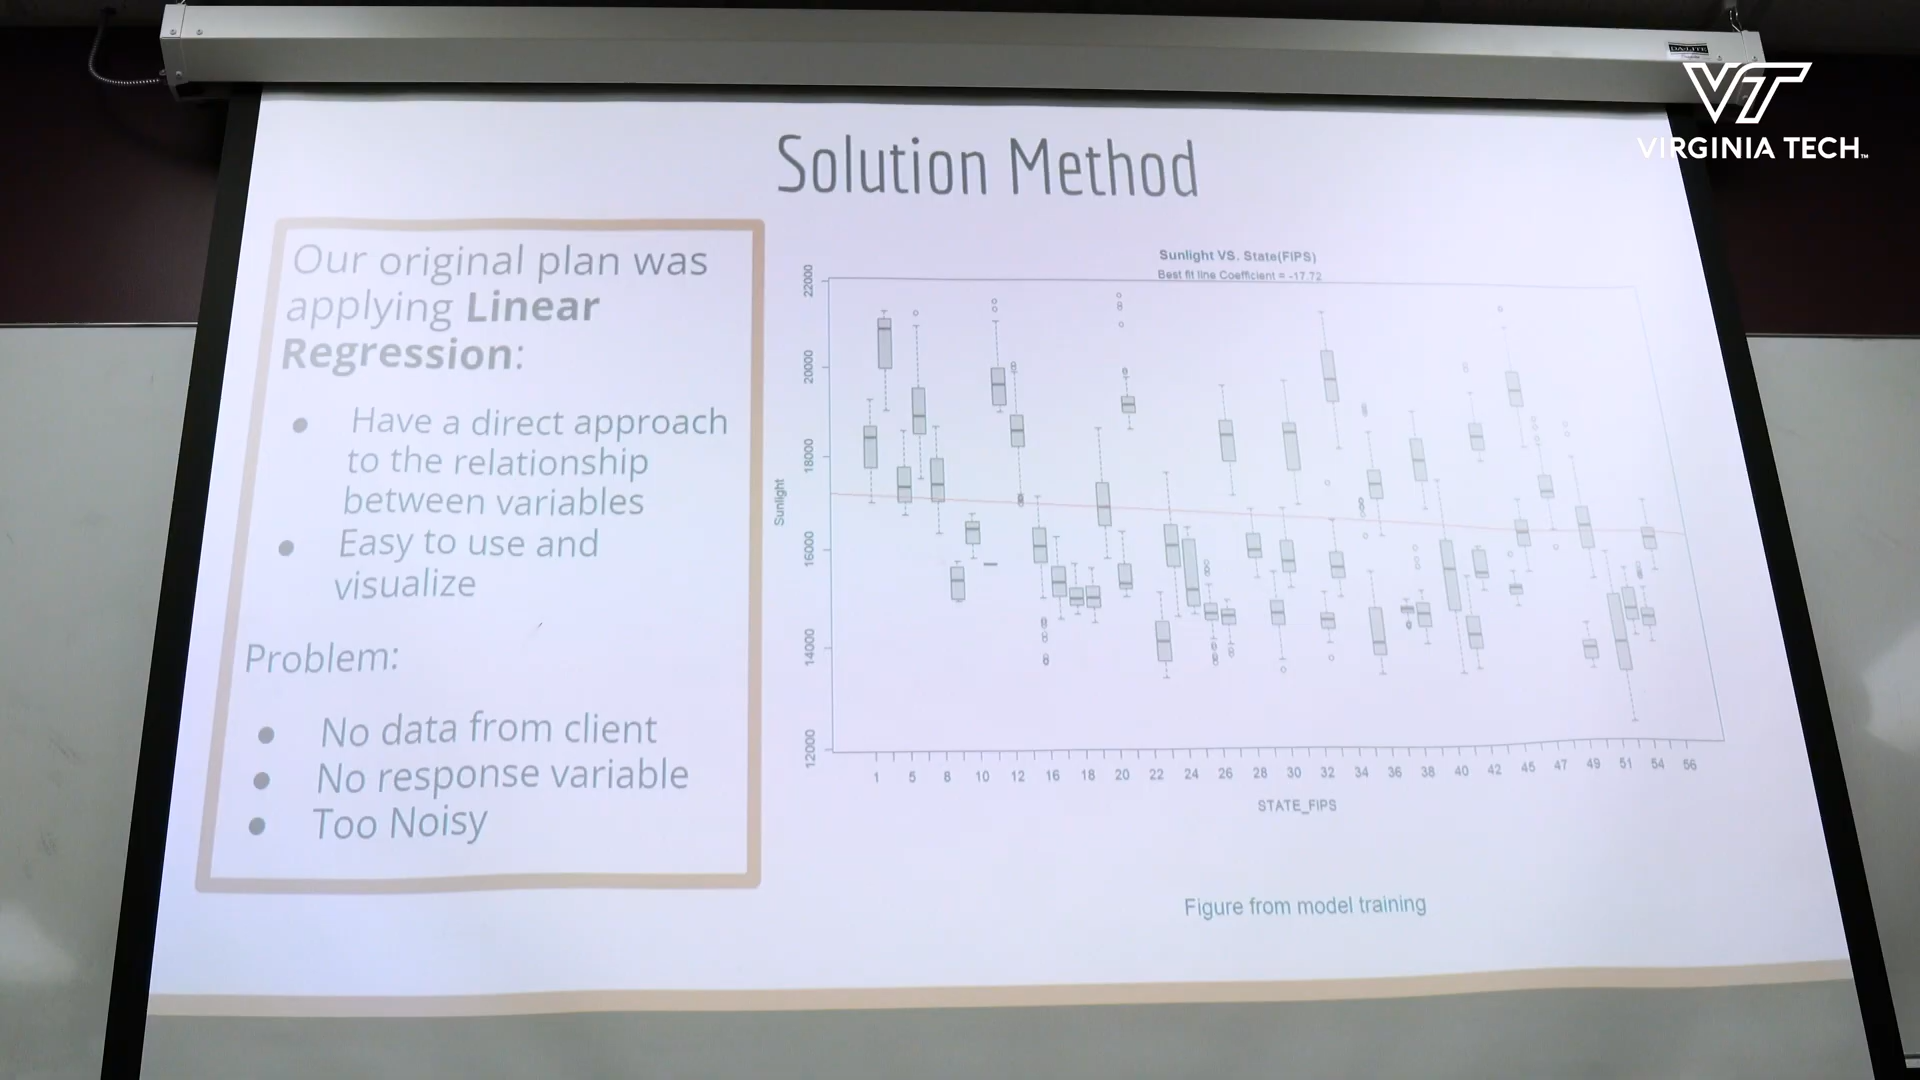 DA-LITE
VIRGINIA TECH™
Solution Method
Our original plan was
applying Linear
Regression:
● Have a direct approach
to the relationship
between variables
● Easy to use and
visualize
Problem:
● No data from client
● No response variable
● Too Noisy
Sunlight VS. State(FIPS)
Best fit line Coefficient = -17.72
Sunlight
22000
20000
18000
16000
14000
12000
1 5 8 10 12 16 18 20 22 24 26 28 30 32 34 36 38 40 42 45 47 49 51 54 56
STATE_FIPS
Figure from model training